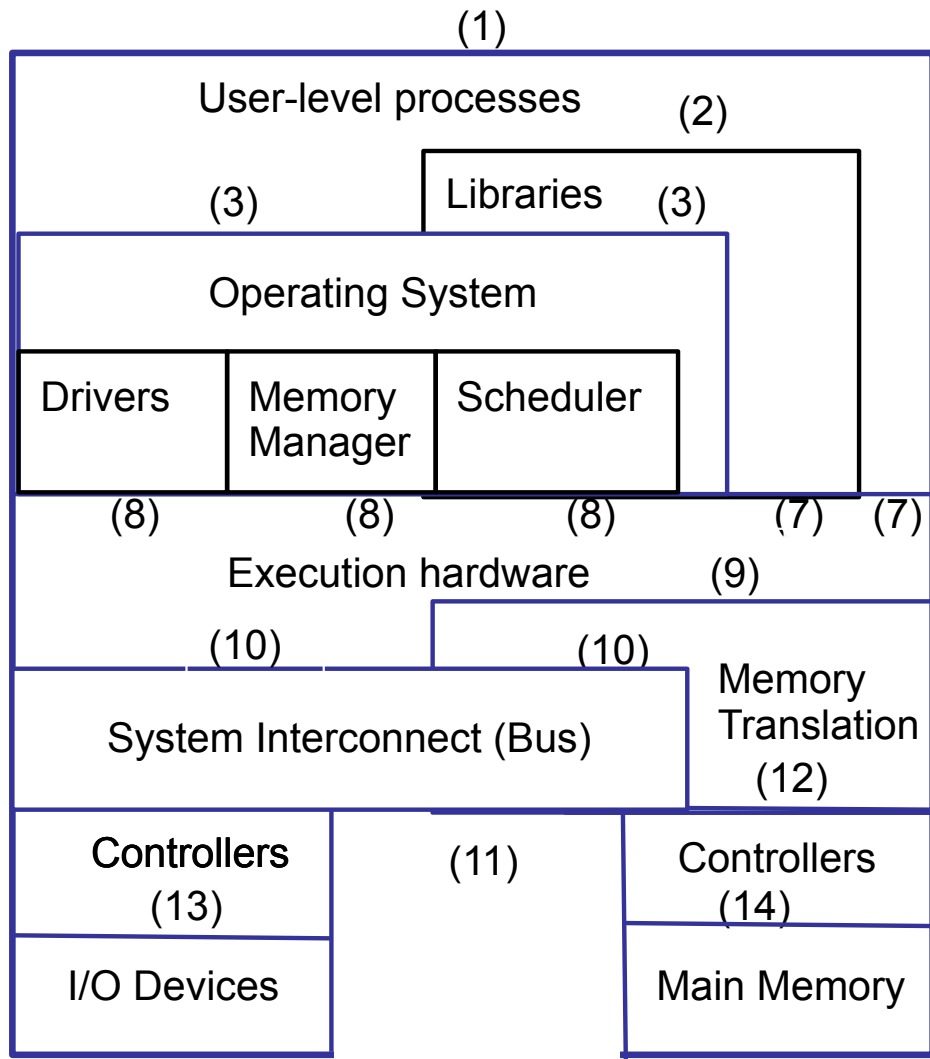 (1)
User-level processes
(2)
Libraries
(3)
(3)
Operating System
Drivers
Memory
Manager
Scheduler
(8)
(8)
(8)
(7)
(7)
Execution hardware
(9)
(10)
(10)
Memory
Translation
System Interconnect (Bus)
(12)
Controllers
(11)
Controllers
(13)
(14)
I/O Devices
Main Memory